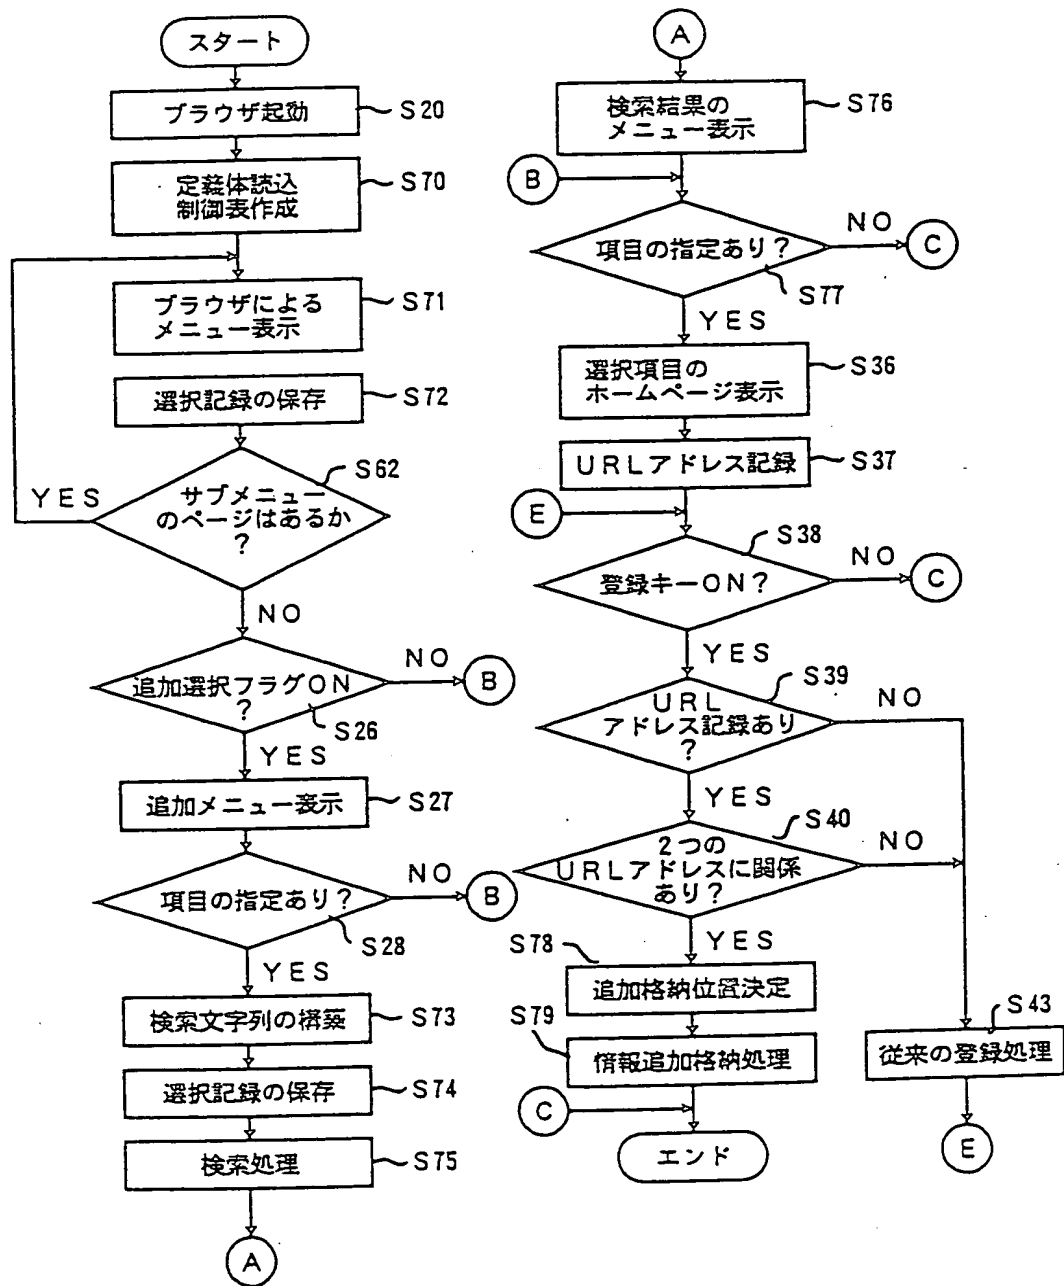 スタート
ブラウザ起効
S20
定義体読込
制御表作成
S70
ブラウザによる
メニュー表示
S71
選択記録の保存
S72
S62
YES
サブメニュー
のページはあるか
?
NO
追加選択フラグON
?
NO
B
S26
YES
追加メニュー表示
S27
項目の指定あり?
NO
B
S28
YES
検索文字列の構築
S73
選択記録の保存
S74
検索処理
S75
A
A
検索結果の
メニュー表示
S76
B
項目の指定あり?
NO
C
S77
YES
選択項目の
ホームページ表示
S36
URLアドレス記録
S37
E
S38
登録キーON?
NO
C
YES
S39
URL
アドレス記録あり
?
NO
YES
S40
2つの
URLアドレスに関係
あり?
NO
YES
S78
追加格納位置決定
S79
情報追加格納処理
S43
従来の登録処理
C
エンド
E